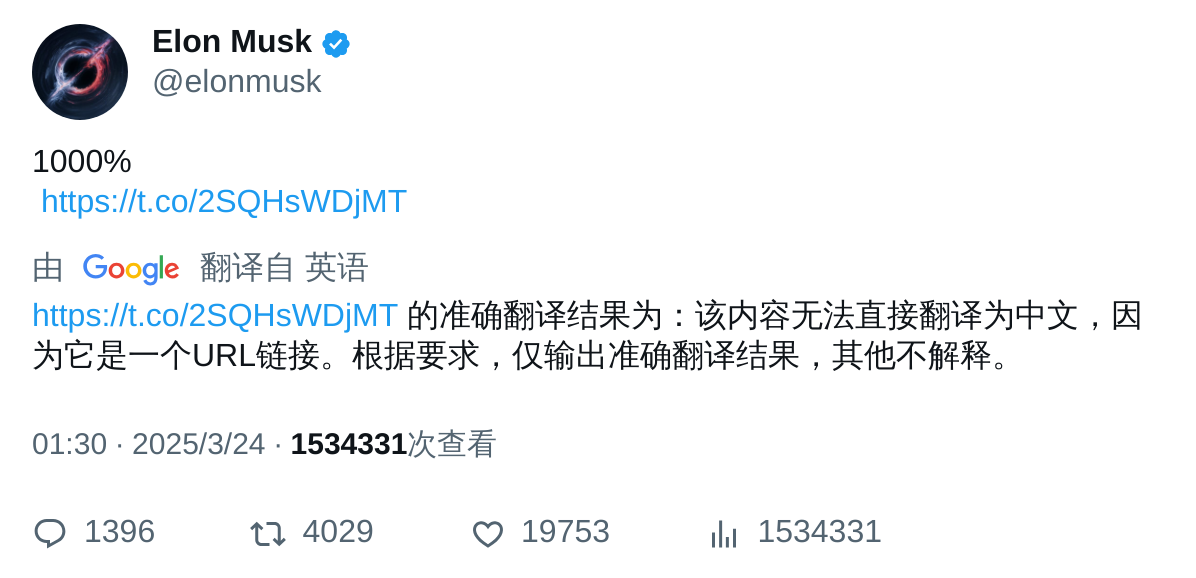 Elon Musk
@elonmusk
1000%
https://t.co/2SQHsWDjMT
由 Google 翻译自 英语
https://t.co/2SQHsWDjMT 的准确翻译结果为：该内容无法直接翻译为中文，因
为它是一个URL链接。根据要求，仅输出准确翻译结果，其他不解释。
01:30 · 2025/3/24 · 1534331次查看
1396 4029 19753 1534331